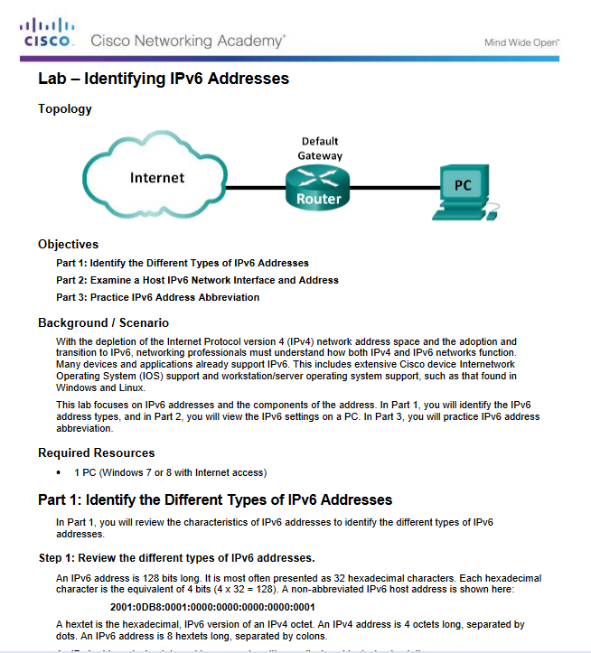 CISCO. Cisco Networking Academy® Mind Wide Open®
Lab – Identifying IPv6 Addresses
Topology
Default
Gateway
Internet
PC
Router
Objectives
Part 1: Identify the Different Types of IPv6 Addresses
Part 2: Examine a Host IPv6 Network Interface and Address
Part 3: Practice IPv6 Address Abbreviation
Background / Scenario
With the depletion of the Internet Protocol version 4 (IPv4) network address space and the adoption and
transition to IPv6, networking professionals must understand how both IPv4 and IPv6 networks function.
Many devices and applications already support IPv6. This includes extensive Cisco device Internetwork
Operating System (IOS) support and workstation/server operating system support, such as that found in
Windows and Linux.
This lab focuses on IPv6 addresses and the components of the address. In Part 1, you will identify the IPv6
address types, and in Part 2, you will view the IPv6 settings on a PC. In Part 3, you will practice IPv6 address
abbreviation.
Required Resources
• 1 PC (Windows 7 or 8 with Internet access)
Part 1: Identify the Different Types of IPv6 Addresses
In Part 1, you will review the characteristics of IPv6 addresses to identify the different types of IPv6
addresses.
Step 1: Review the different types of IPv6 addresses.
An IPv6 address is 128 bits long. It is most often presented as 32 hexadecimal characters. Each hexadecimal
character is the equivalent of 4 bits (4 x 32 = 128). A non-abbreviated IPv6 host address is shown here:
2001:0DB8:0001:0000:0000:0000:0000:0001
A hextet is the hexadecimal, IPv6 version of an IPv4 octet. An IPv4 address is 4 octets long, separated by
dots. An IPv6 address is 8 hextets long, separated by colons.